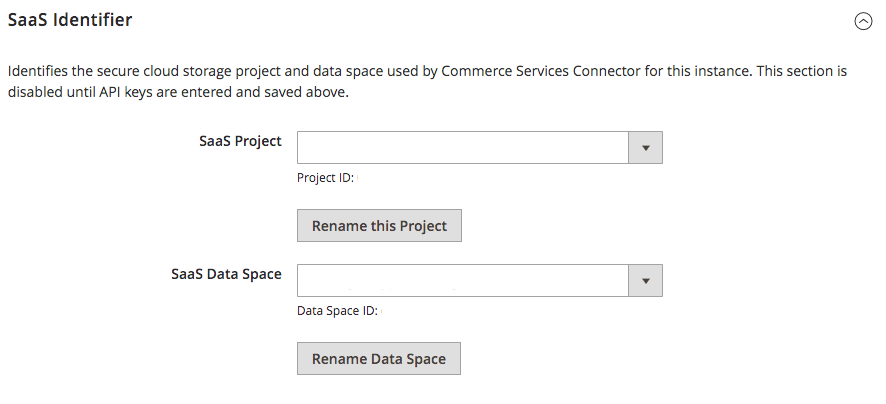 SaaS Identifier
Identifies the secure cloud storage project and data space used by Commerce Services Connector for this instance. This section is
disabled until API keys are entered and saved above.
SaaS Project
Project ID:
Rename this Project
SaaS Data Space
Data Space ID:
Rename Data Space